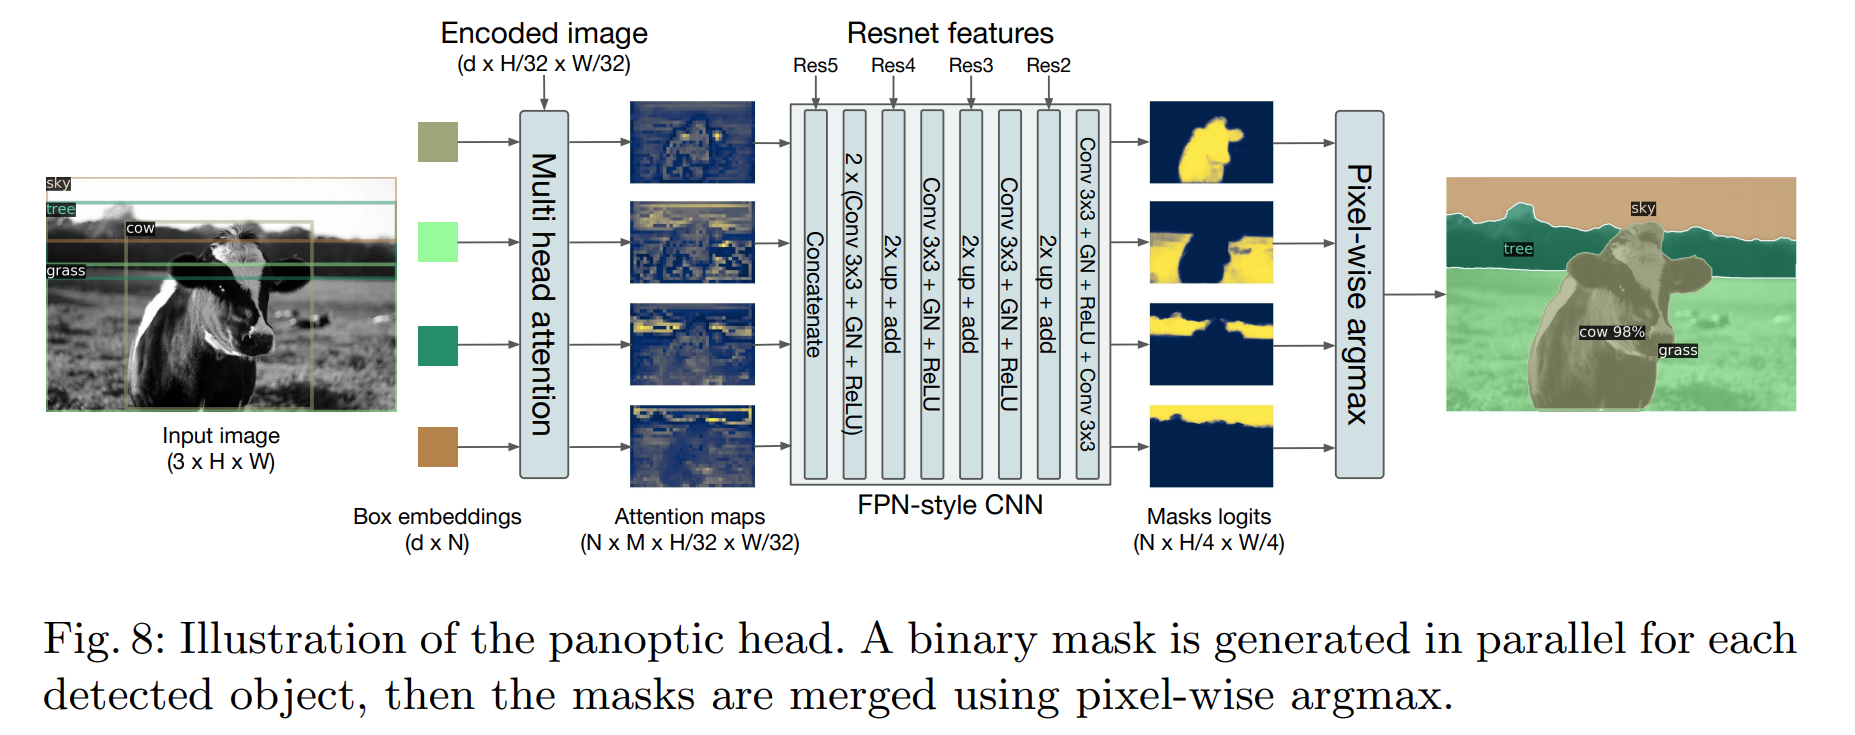 Encoded image
(d x H/32 x W/32)
Resnet features
Res5
Res4
Res3
Res2
sky
tree
cow
grass
Input image
(3 x H x W)
Box embeddings
(d x N)
Multi head attention
Attention maps
(N x M x H/32 x W/32)
Concatenate
2 x (Conv 3x3 + GN + ReLU)
2x up + add
Conv 3x3 + GN + ReLU
2x up + add
Conv 3x3 + GN + ReLU
2x up + add
Conv 3x3 + GN + ReLU + Conv 3x3
FPN-style CNN
Masks logits
(N x H/4 x W/4)
Pixel-wise argmax
sky
tree
cow 98%
grass
Fig. 8: Illustration of the panoptic head. A binary mask is generated in parallel for each
detected object, then the masks are merged using pixel-wise argmax.